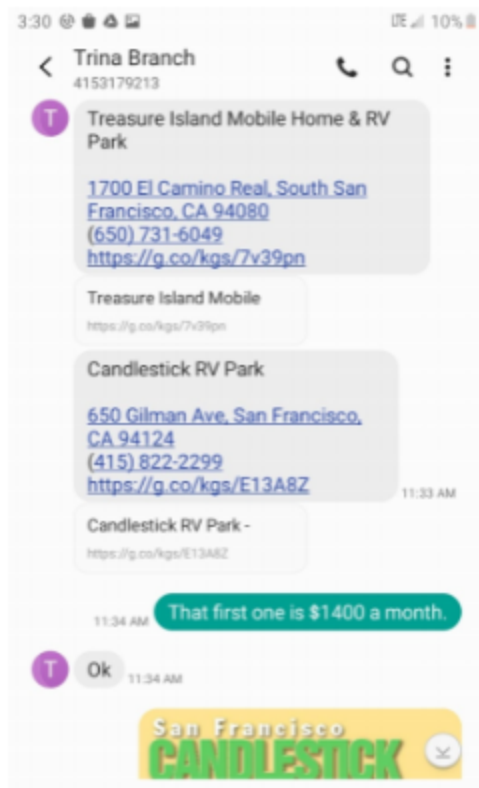 3:30 LTE 10%
Trina Branch
4153179213
T
Treasure Island Mobile Home & RV
Park
1700 El Camino Real, South San
Francisco, CA 94080
(650) 731-6049
https://g.co/kgs/7v39pn
Treasure Island Mobile
https://g.co/kgs/7v39pn
Candlestick RV Park
650 Gilman Ave, San Francisco,
CA 94124
(415) 822-2299
https://g.co/kgs/E13A8Z
11:33 AM
Candlestick RV Park -
https://g.co/kgs/E13A8Z
11:34 AM That first one is $1400 a month.
T Ok 11:34 AM
San Francisco
CANDLESTICK